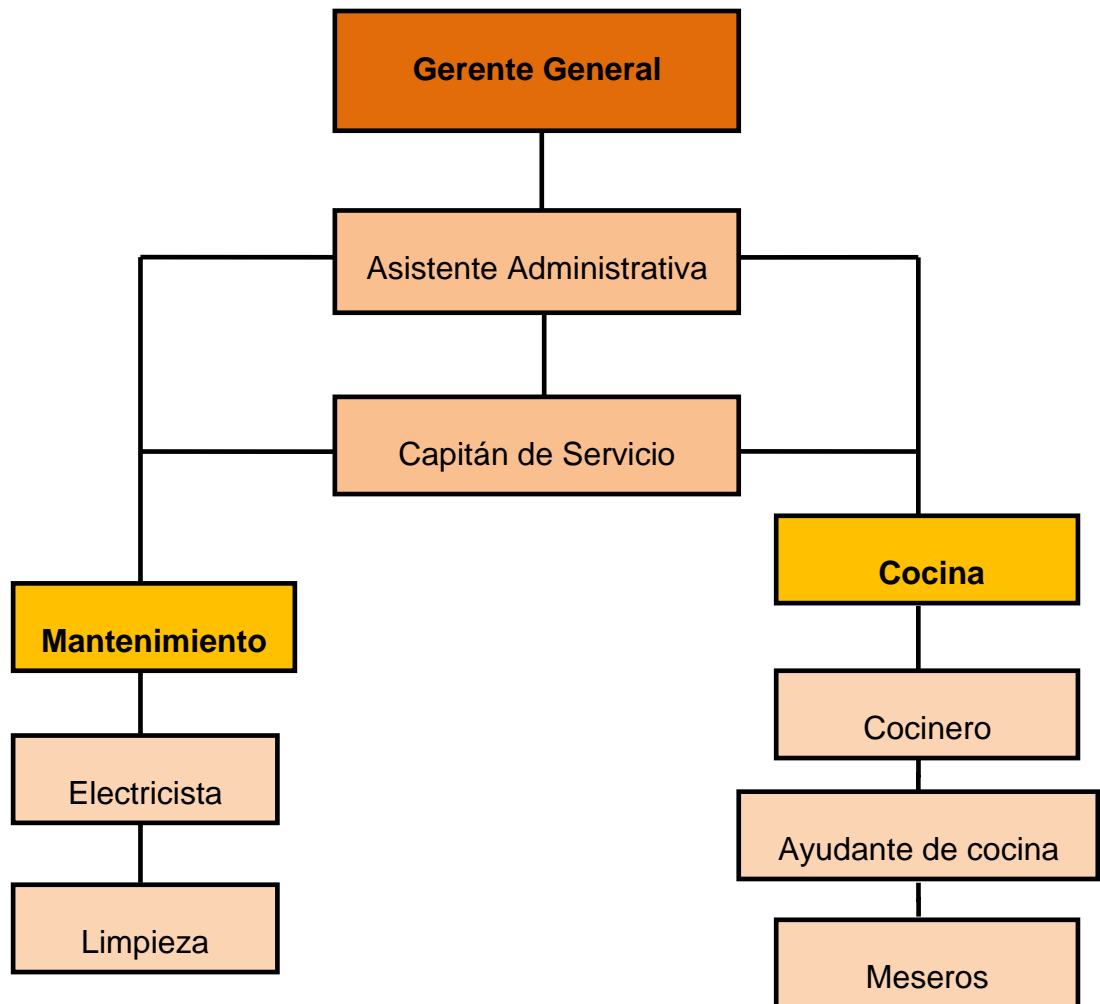 Gerente General
Asistente Administrativa
Capitán de Servicio
Cocina
Mantenimiento
Cocinero
Electricista
Ayudante de cocina
Limpieza
Meseros